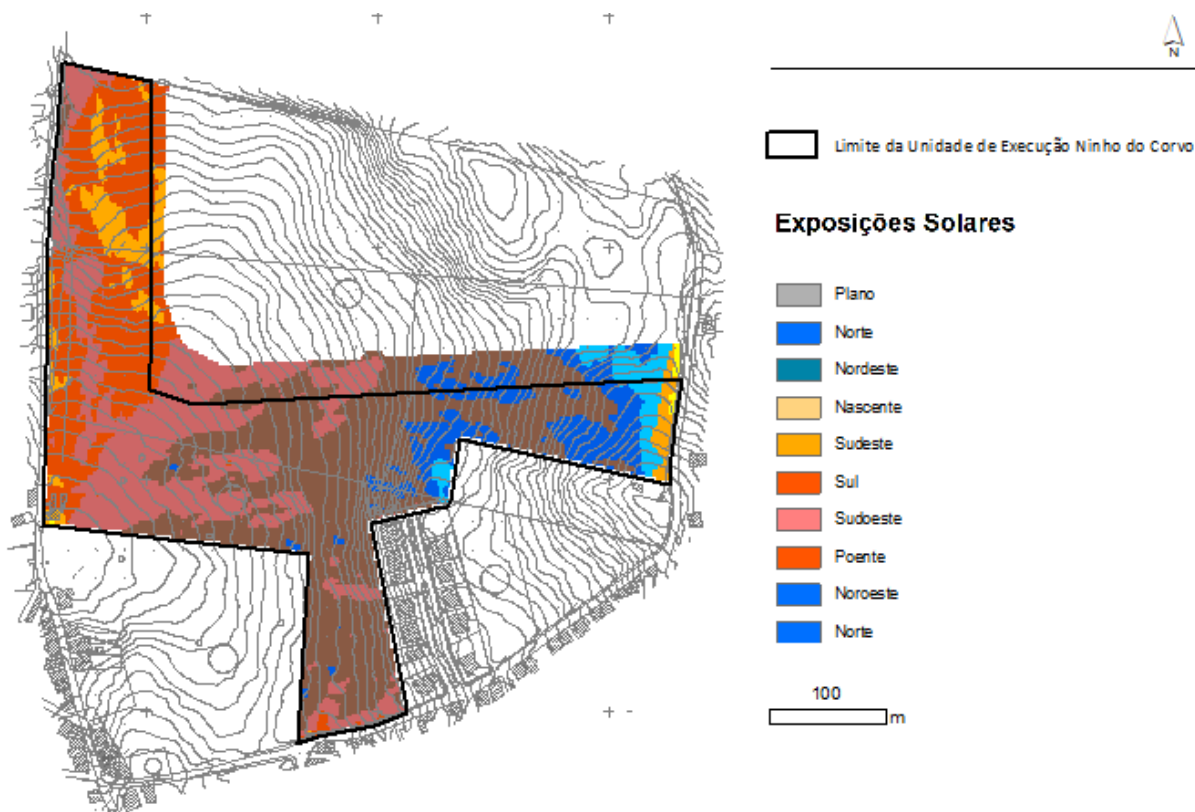 N
Limite da Unidade de Execução Ninho do Corvo
Exposições Solares
Plano
Norte
Nordeste
Nascente
Sudeste
Sul
Sudoeste
Poente
Noroeste
Norte
100
m